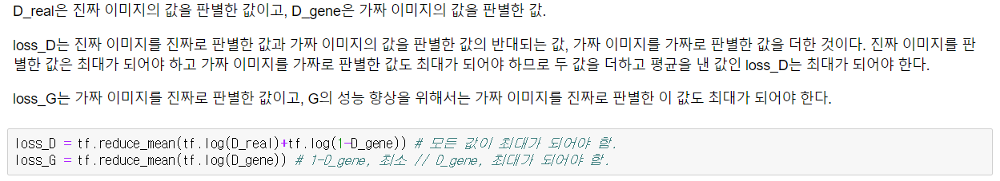 D_real은 진짜 이미지의 값을 판별한 값이고, D_gene은 가짜 이미지의 값을 판별한 값.
loss_D는 진짜 이미지를 진짜로 판별한 값과 가짜 이미지의 값을 판별한 값의 반대되는 값, 가짜 이미지를 가짜로 판별한 값을 더한 것이다. 진짜 이미지를 판
별한 값은 최대가 되어야 하고 가짜 이미지를 가짜로 판별한 값도 최대가 되어야 하므로 두 값을 더하고 평균을 낸 값인 loss_D는 최대가 되어야 한다.
loss_G는 가짜 이미지를 진짜로 판별한 값이고, G의 성능 향상을 위해서는 가짜 이미지를 진짜로 판별한 이 값도 최대가 되어야 한다.
loss_D = tf.reduce_mean(tf.log(D_real)+tf.log(1-D_gene)) # 모든 값이 최대가 되어야 함.
loss_G = tf.reduce_mean(tf.log(D_gene)) # 1-D_gene, 최소 // D_gene, 최대가 되어야 함.